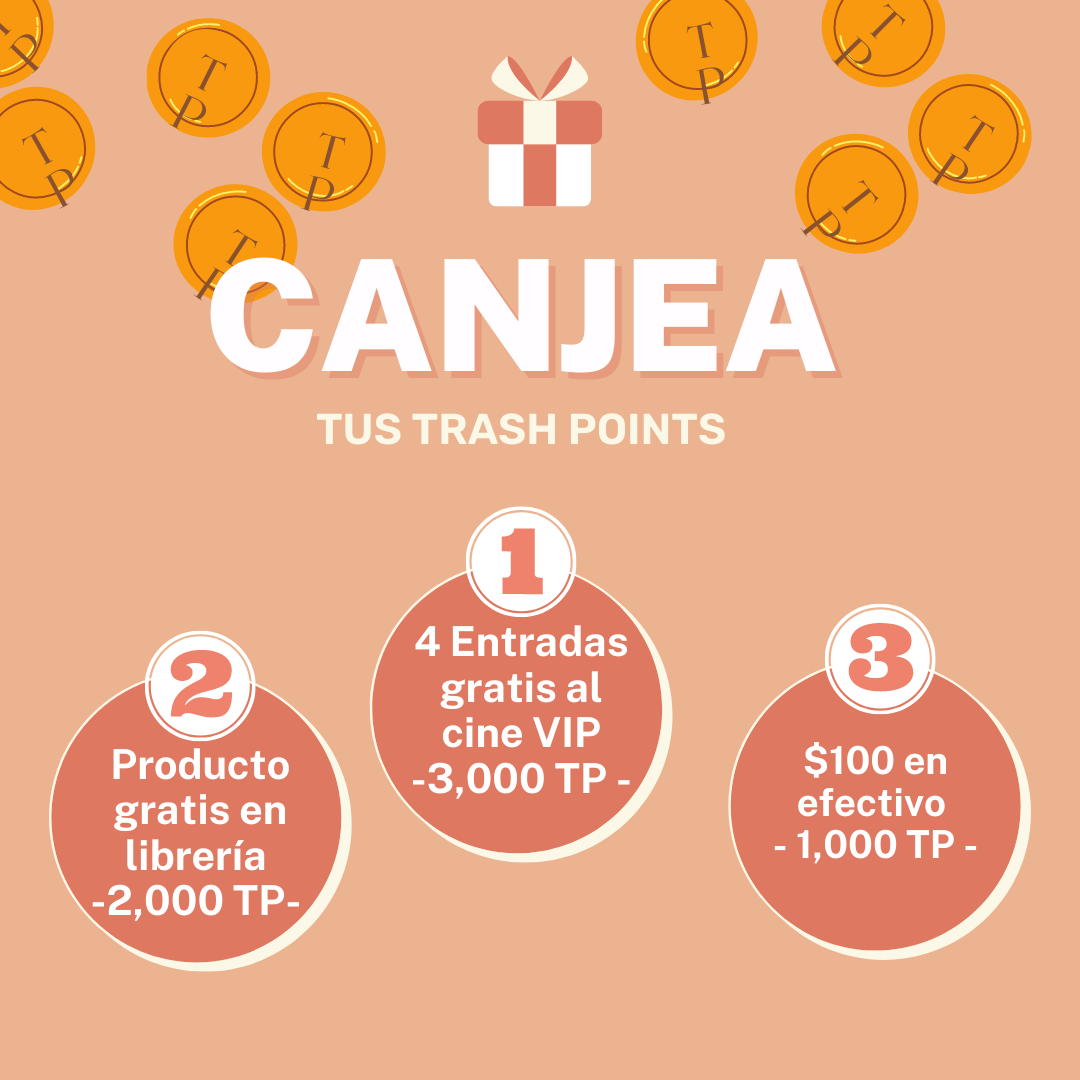 T
P
T
P
T
P
T
P
T
P
T
P
T
P
T
P
T
P
CANJEA
TUS TRASH POINTS
1
4 Entradas
gratis al
cine VIP
-3,000 TP -
2
Producto
gratis en
librería
-2,000 TP-
3
$100 en
efectivo
- 1,000 TP -